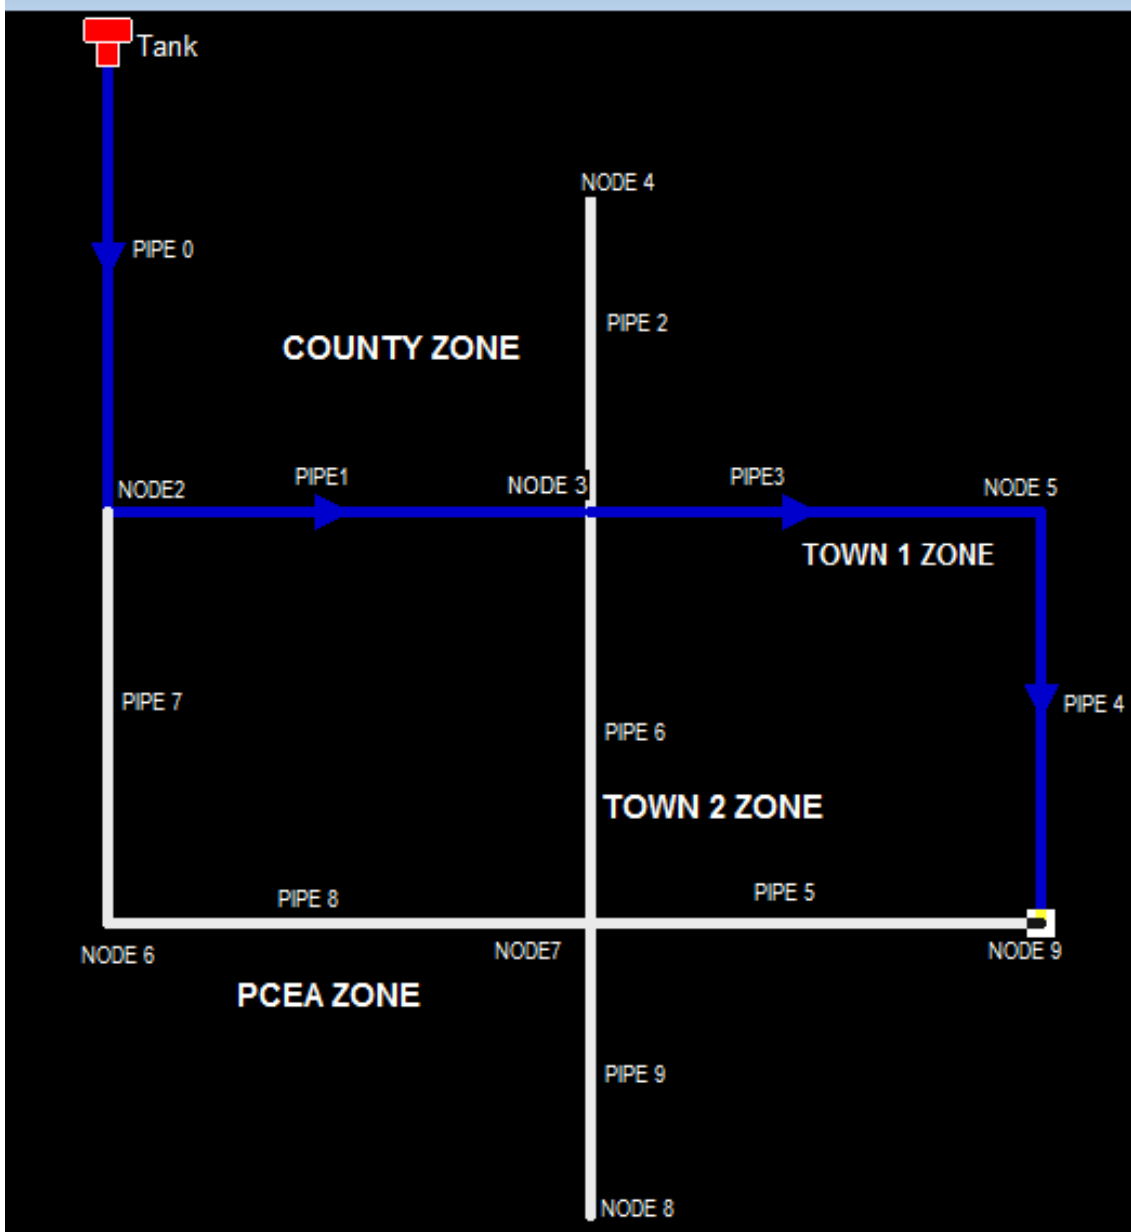 Tank
NODE 4
PIPE 0
PIPE 2
COUNTY ZONE
PIPE1
PIPE3
NODE2
NODE 3
NODE 5
TOWN 1 ZONE
PIPE 7
PIPE 4
PIPE 6
TOWN 2 ZONE
PIPE 8
PIPE 5
NODE 6
NODE7
NODE 9
PCEA ZONE
PIPE 9
NODE 8